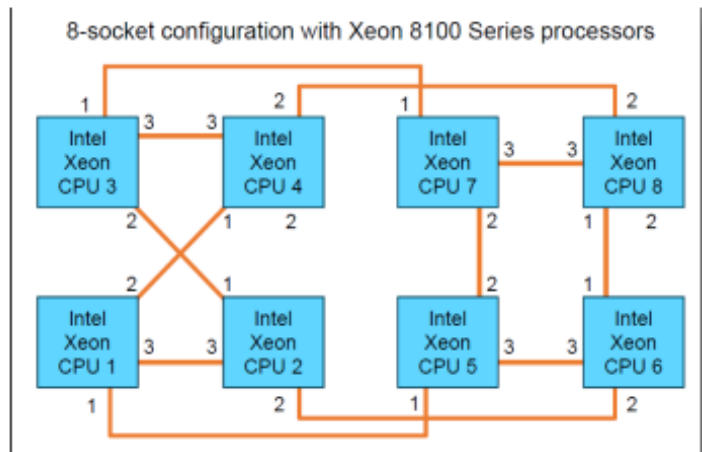 8-socket configuration with Xeon 8100 Series processors
1
2
1
2
Intel
Xeon
CPU 3
3
3
Intel
Xeon
CPU 4
Intel
Xeon
CPU 7
3
3
Intel
Xeon
CPU 8
2
1
2
2
1
2
2
1
2
1
Intel
Xeon
CPU 1
3
3
Intel
Xeon
CPU 2
Intel
Xeon
CPU 5
3
3
Intel
Xeon
CPU 6
1
2
1
2